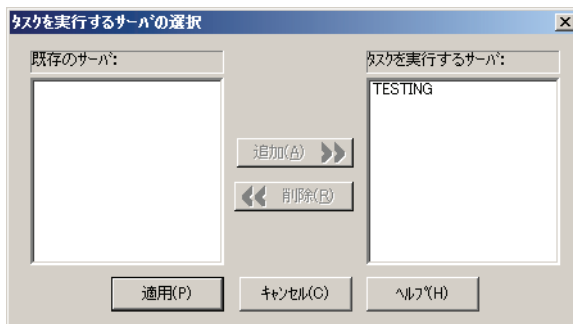 ﾀｽｸを実行するｻｰﾊﾞの選択
既存のｻｰﾊﾞ:
ﾀｽｸを実行するｻｰﾊﾞ:
TESTING
追加(A)
削除(R)
適用(P)
ｷｬﾝｾﾙ(C)
ﾍﾙﾌﾟ(H)